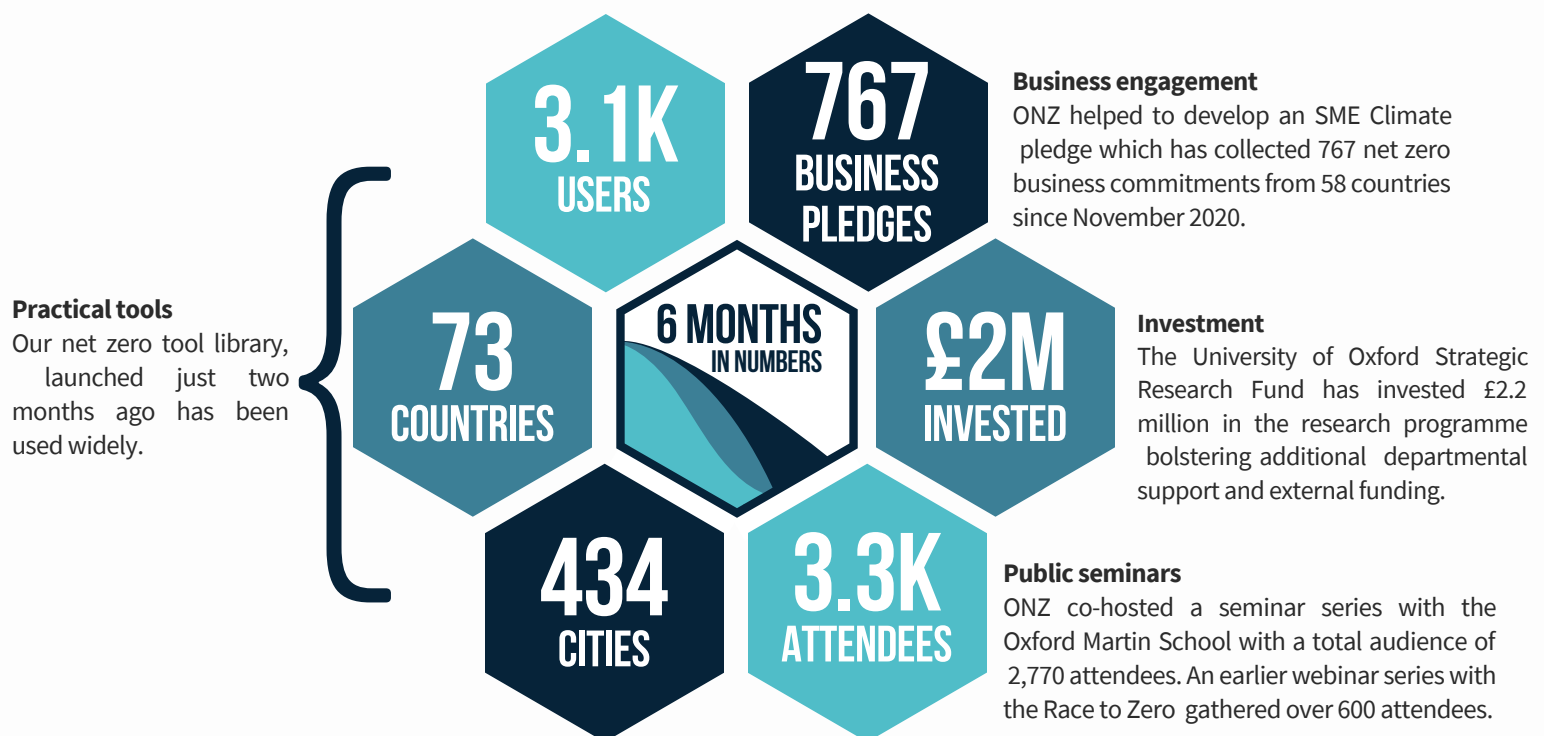 3.1K
USERS
767
BUSINESS
PLEDGES
Business engagement
ONZ helped to develop an SME Climate
pledge which has collected 767 net zero
business commitments from 58 countries
since November 2020.
Practical tools
Our net zero tool library,
launched just two
months ago has been
used widely.
73
COUNTRIES
6 MONTHS
IN NUMBERS
£2M
INVESTED
Investment
The University of Oxford Strategic
Research Fund has invested £2.2
million in the research programme
bolstering additional departmental
support and external funding.
434
CITIES
3.3K
ATTENDEES
Public seminars
ONZ co-hosted a seminar series with the
Oxford Martin School with a total audience of
2,770 attendees. An earlier webinar series with
the Race to Zero gathered over 600 attendees.